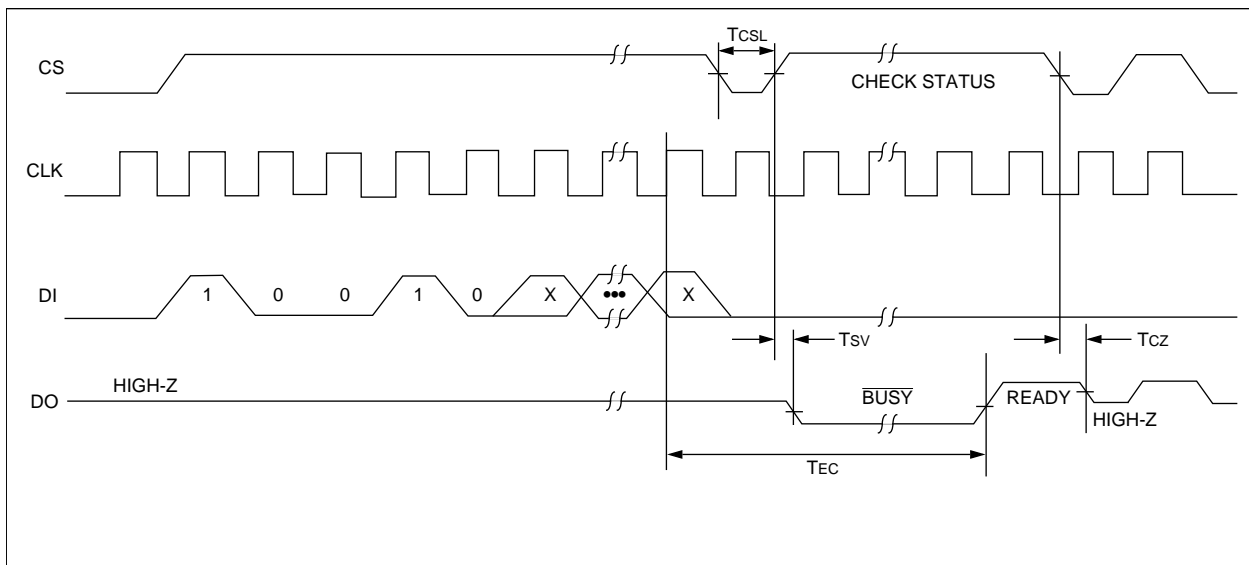 TCSL
CS
CHECK STATUS
CLK
DI
1 0 0 1 0 X ••• X
TSV
TCZ
HIGH-Z
BUSY
READY
DO
HIGH-Z
TEC